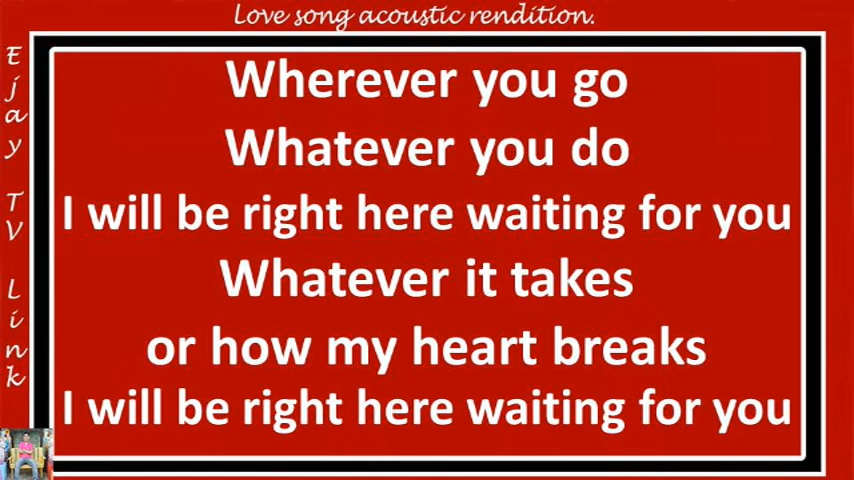 Love song acoustic rendition.
Ejay TV Link
Wherever you go
Whatever you do
I will be right here waiting for you
Whatever it takes
or how my heart breaks
I will be right here waiting for you